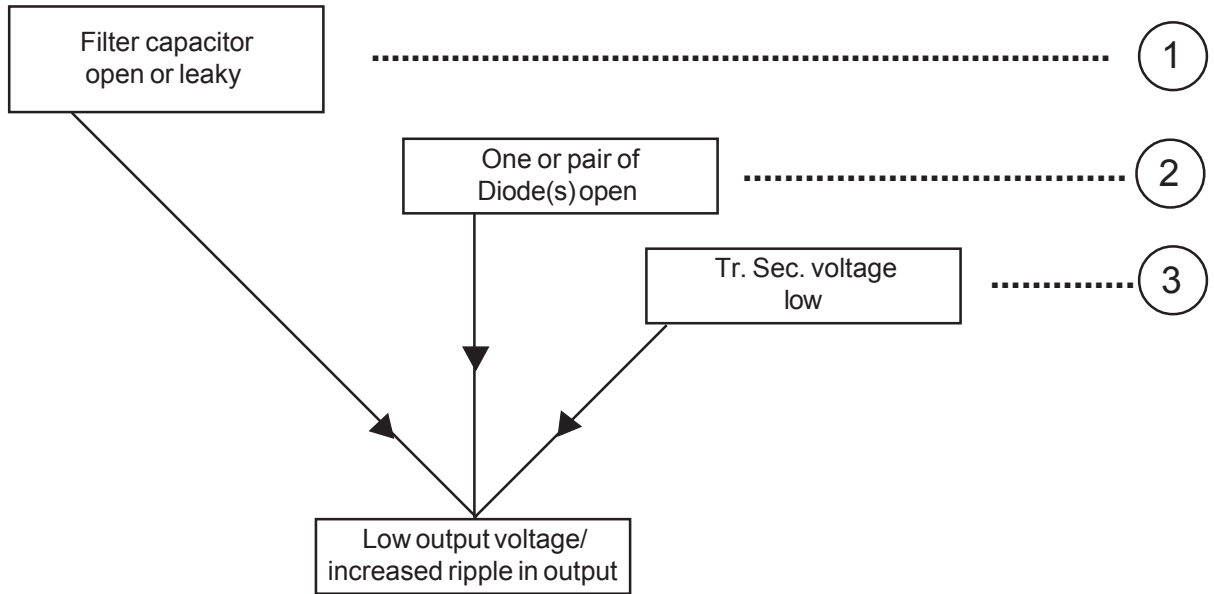 Filter capacitor
open or leaky
1
One or pair of
Diode(s) open
2
Tr. Sec. voltage
low
3
Low output voltage/
increased ripple in output